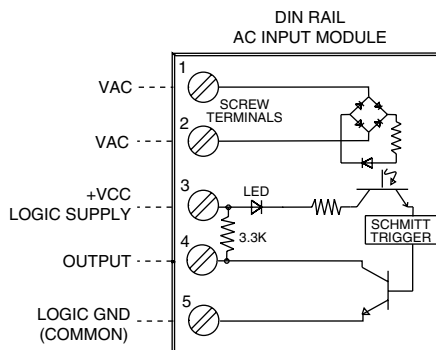 DIN RAIL
AC INPUT MODULE
1
VAC
SCREW
TERMINALS
2
VAC
3
+VCC
LOGIC SUPPLY
LED
3.3K
SCHMITT
TRIGGER
4
OUTPUT
5
LOGIC GND
(COMMON)